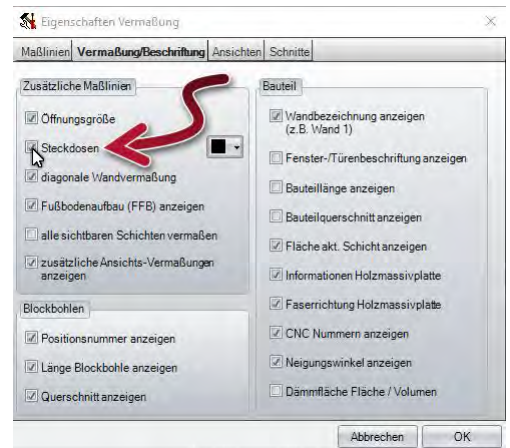 Eigenschaften Vermaßung
Maßlinien Vermaßung/Beschriftung Ansichten Schnitte
Zusätzliche Maßlinien
Öffnungsgröße
Steckdosen
diagonale Wandvermaßung
Fußbodenaufbau (FFB) anzeigen
alle sichtbaren Schichten vermaßen
zusätzliche Ansichts-Vermaßungen
anzeigen
Blockbohlen
Positionsnummer anzeigen
Länge Blockbohle anzeigen
Querschnitt anzeigen
Bauteil
Wandbezeichnung anzeigen
(z.B. Wand 1)
Fenster-/Türenbeschriftung anzeigen
Bauteillänge anzeigen
Bauteilquerschnitt anzeigen
Fläche akt. Schicht anzeigen
Informationen Holzmassivplatte
Faserrichtung Holzmassivplatte
CNC Nummern anzeigen
Neigungswinkel anzeigen
Dämmfläche Fläche / Volumen
Abbrechen OK